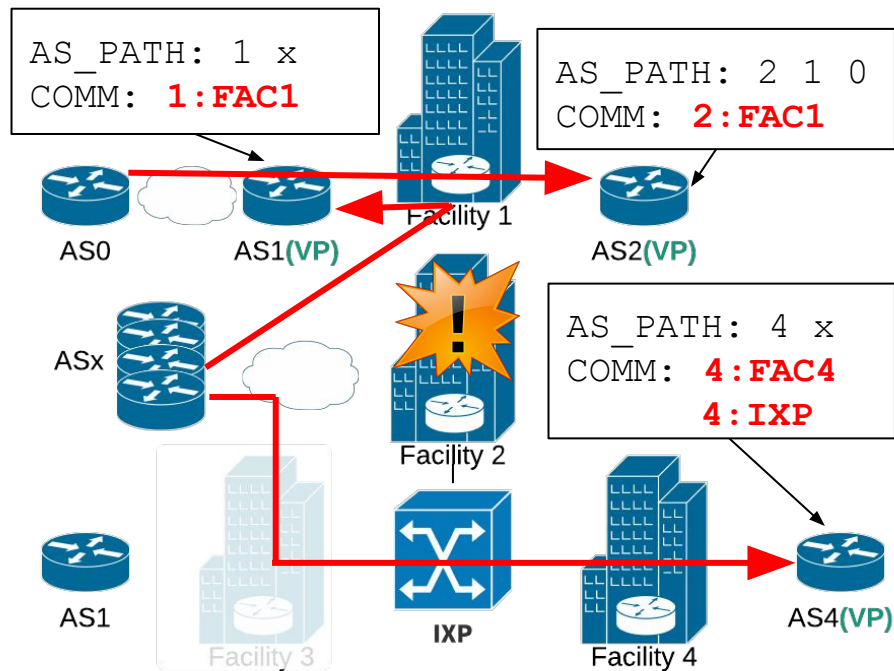 AS_PATH: 1 x
COMM: 1:FAC1
AS_PATH: 2 1 0
COMM: 2:FAC1
Facility 1
AS0
AS1(VP)
AS2(VP)
ASx
!
AS_PATH: 4 x
COMM: 4:FAC4
4:IXP
Facility 2
AS1
Facility 3
IXP
Facility 4
AS4(VP)